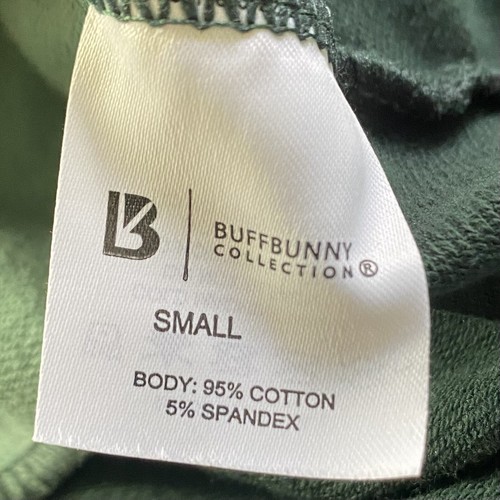 B
BUFFBUNNY
COLLECTION®
SMALL
BODY: 95% COTTON
5% SPANDEX